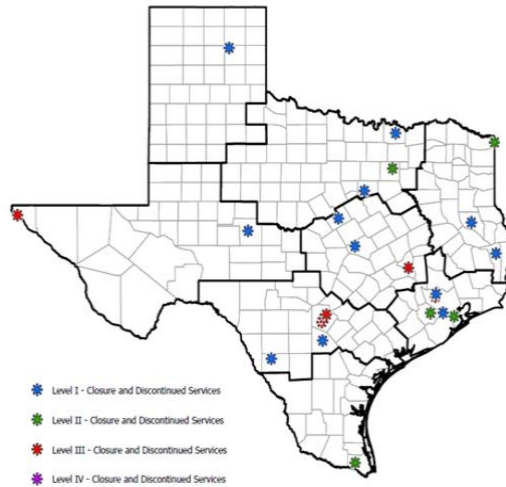 Level I - Closure and Discontinued Services
Level II - Closure and Discontinued Services
Level III - Closure and Discontinued Services
Level IV - Closure and Discontinued Services